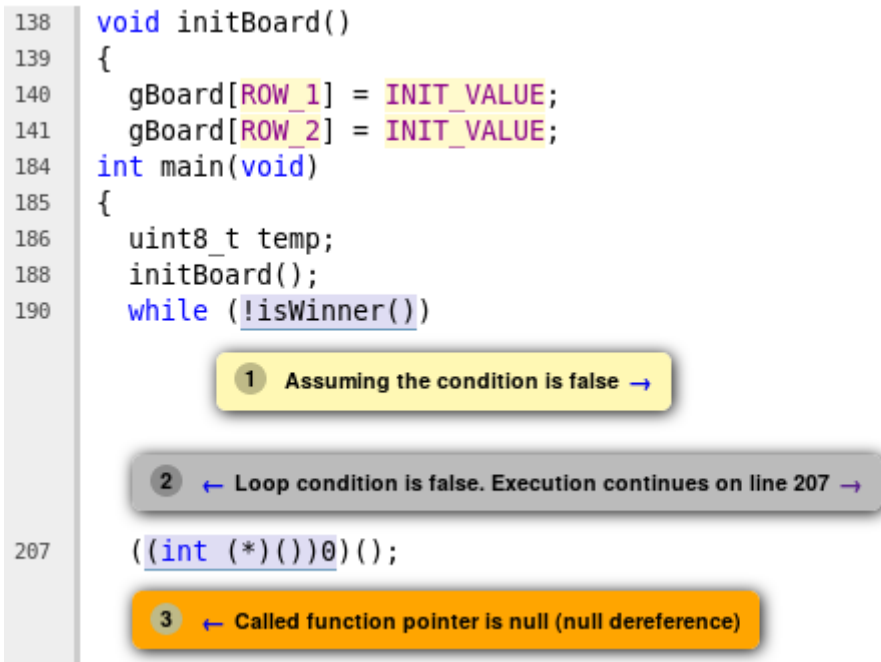 138 void initBoard()
139 {
140 gBoard[ROW_1] = INIT_VALUE;
141 gBoard[ROW_2] = INIT_VALUE;
184 int main(void)
185 {
186 uint8_t temp;
188 initBoard();
190 while (!isWinner())
1 Assuming the condition is false →
2 ← Loop condition is false. Execution continues on line 207 →
207 ((int (*)())0)();
3 ← Called function pointer is null (null dereference)